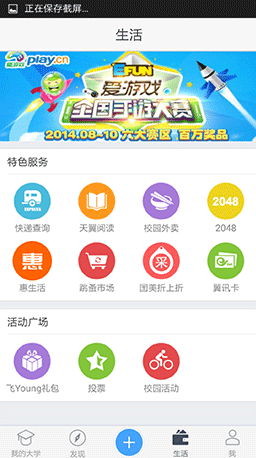 正在保存截屏...
生活
爱游戏 play.cn
EFUN
爱游戏
全国手游大赛
2014.08-10 六大赛区 百万奖品
特色服务
EXPRESS
快递查询 天翼阅读 校园外卖 2048
2048
惠 采
惠生活 跳蚤市场 国美折上折 翼讯卡
活动广场
飞Young礼包 投票 校园活动
我的大学 发现 生活 我